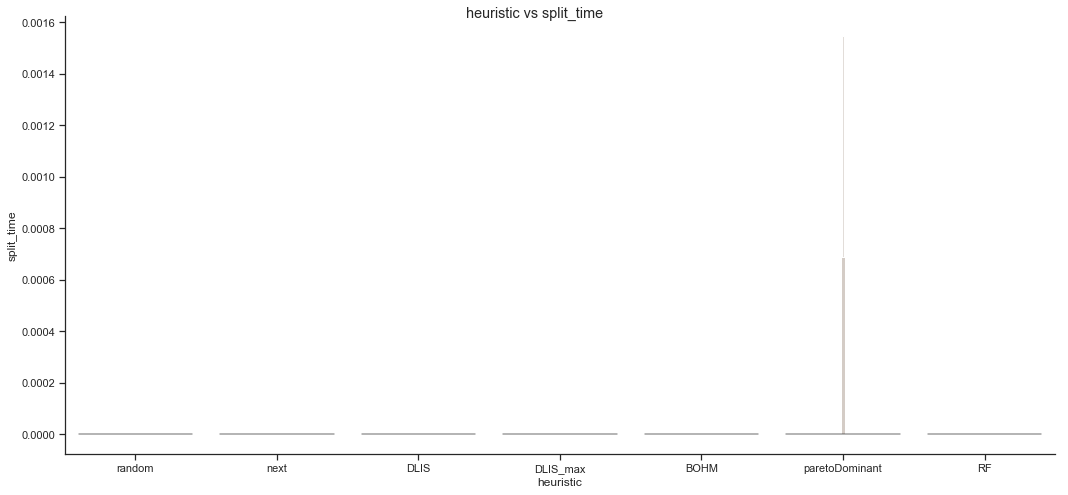 heuristic vs split_time
split_time
0.0016
0.0014
0.0012
0.0010
0.0008
0.0006
0.0004
0.0002
0.0000
random next DLIS DLIS_max BOHM paretoDominant RF
heuristic